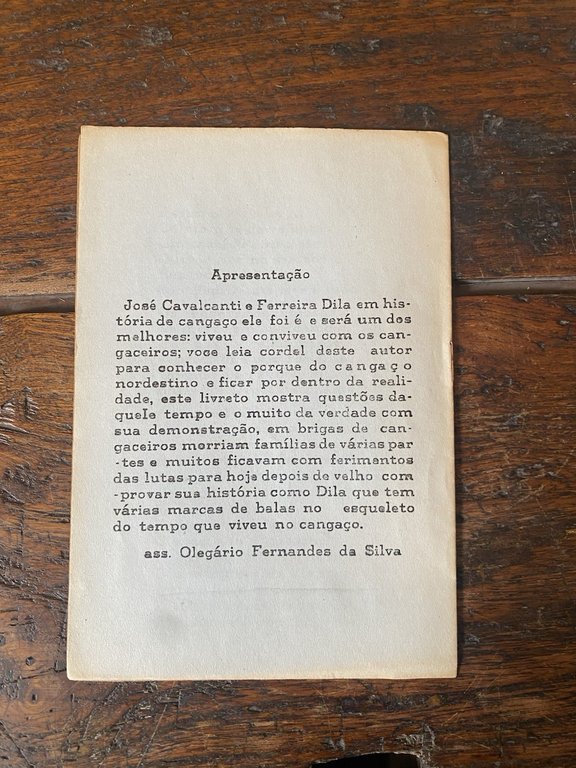 Apresentação
José Cavalcanti e Ferreira Dila em his-
tória de cangaço ele foi é e será um dos
melhores: viveu e conviveu com os can-
gaceiros; voce leia cordel deste autor
para conhecer o porque do cangaço
nordestino e ficar por dentro da reali-
dade, este livreto mostra questões da-
quele tempo e o muito da verdade com
sua demonstração, em brigas de can-
gaceiros morriam famílias de várias par
-tes e muitos ficavam com ferimentos
das lutas para hoje depois de velho com
-provar sua história como Dila que tem
várias marcas de balas no esqueleto
do tempo que viveu no cangaço.
ass. Olegário Fernandes da Silva